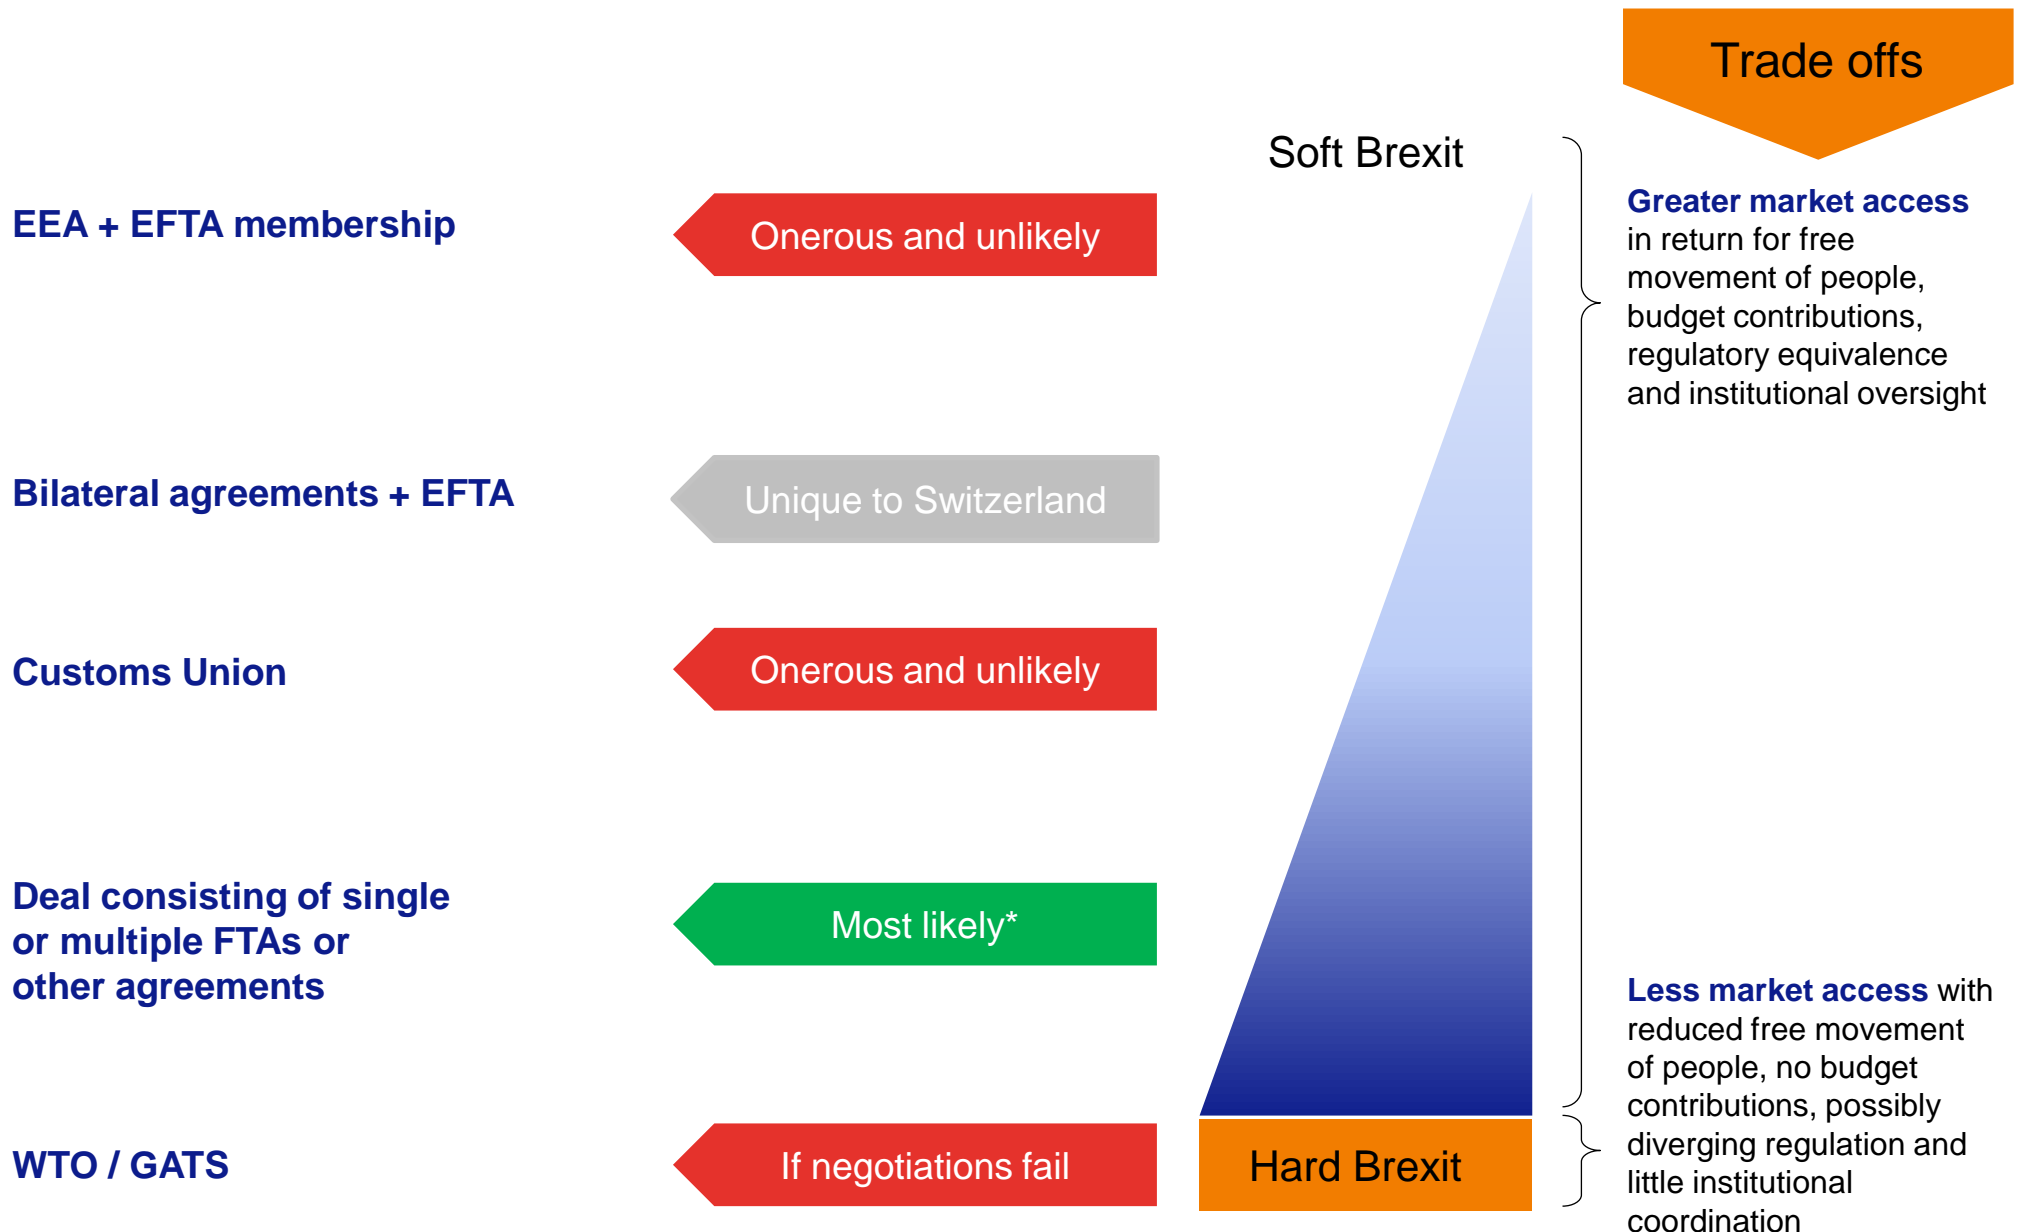 Trade offs
Soft Brexit
EEA + EFTA membership
Onerous and unlikely
Greater market access
in return for free
movement of people,
budget contributions,
regulatory equivalence
and institutional oversight
Bilateral agreements + EFTA
Unique to Switzerland
Customs Union
Onerous and unlikely
Deal consisting of single
or multiple FTAs or
other agreements
Most likely*
Less market access with
reduced free movement
of people, no budget
contributions, possibly
diverging regulation and
little institutional
coordination
WTO / GATS
If negotiations fail
Hard Brexit